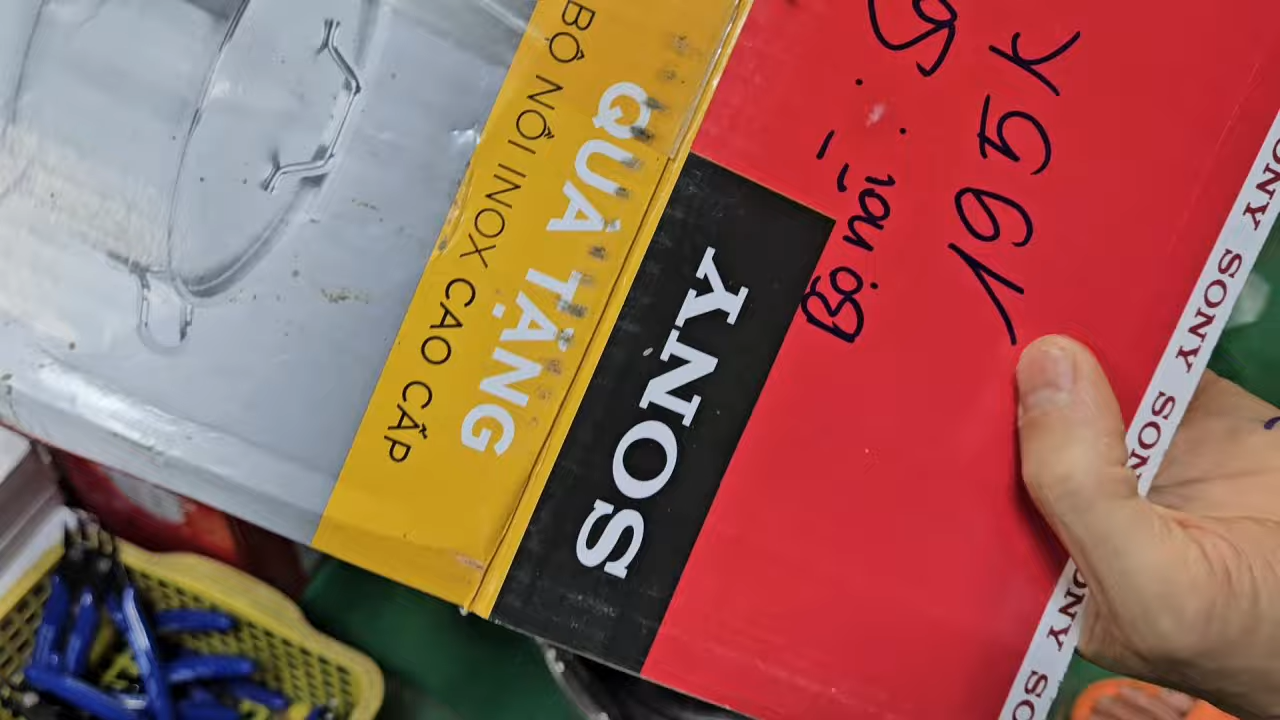 BỘ NỒI INOX CAO CẤP
QUÀ TẶNG
SONY
Bộ nồi :
195K
SONY SONY SONY
SONY